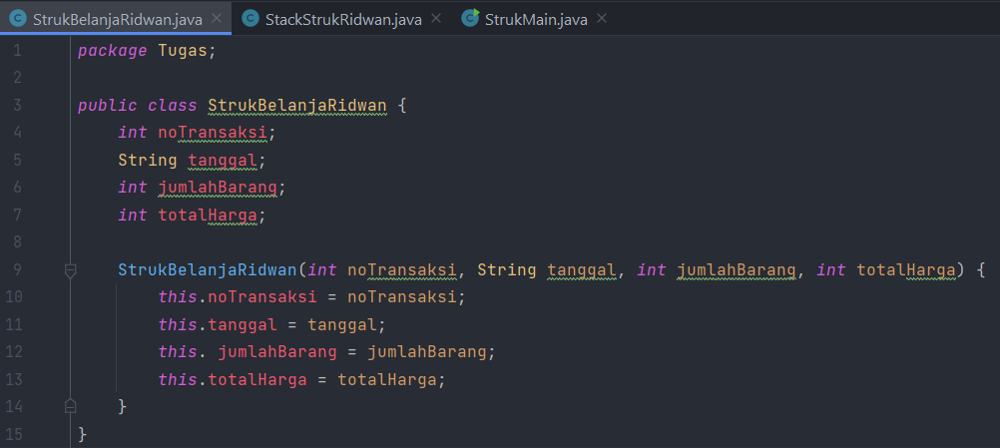 StrukBelanjaRidwan.java StackStrukRidwan.java StrukMain.java
1 package Tugas;
2
3 public class StrukBelanjaRidwan {
4 int noTransaksi;
5 String tanggal;
6 int jumlahBarang;
7 int totalHarga;
8
9 StrukBelanjaRidwan(int noTransaksi, String tanggal, int jumlahBarang, int totalHarga) {
10 this.noTransaksi = noTransaksi;
11 this.tanggal = tanggal;
12 this. jumlahBarang = jumlahBarang;
13 this.totalHarga = totalHarga;
14 }
15 }